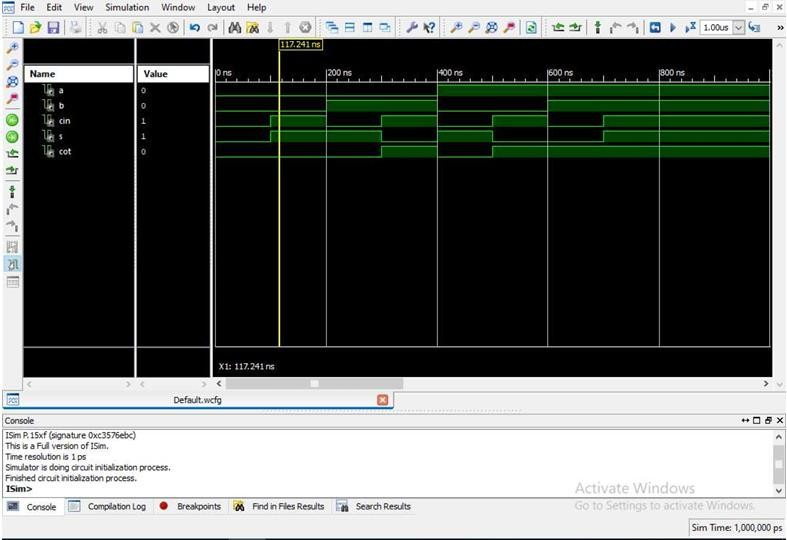 File Edit View Simulation Window Layout Help
1.00us
117.241 ns
Name Value
0 ns 200 ns 400 ns 600 ns 800 ns
a 0
b 0
cin 1
s 1
cot 0
X1: 117.241 ns
Default.wcfg
Console
ISim P.15xf (signature 0xc3576ebc)
This is a Full version of ISim.
Time resolution is 1 ps
Simulator is doing circuit initialization process.
Finished circuit initialization process.
ISim>
Activate Windows
Go to Settings to activate Windows.
Console Compilation Log Breakpoints Find in Files Results Search Results
Sim Time: 1,000,000 ps